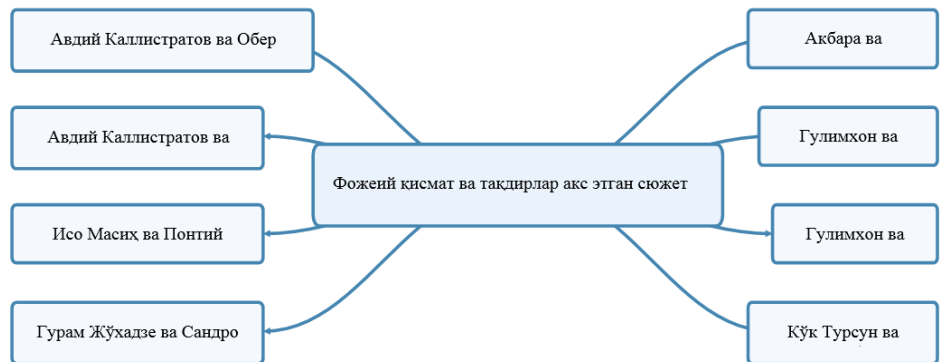 Авдий Каллистратов ва Обер
Акбара ва
Авдий Каллистратов ва
Гулимхон ва
Фожеий қисмат ва тақдирлар акс этган сюжет
Исо Масиҳ ва Понтий
Гулимхон ва
Гурам Жўхадзе ва Сандро
Кўк Турсун ва